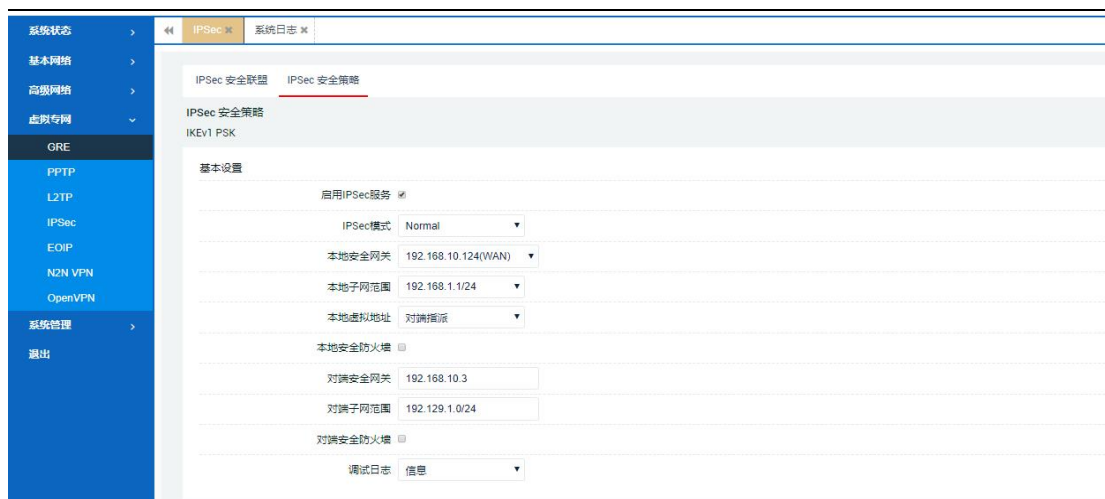 系统状态
基本网络
高级网络
虚拟专网
GRE
PPTP
L2TP
IPSec
EOIP
N2N VPN
OpenVPN
系统管理
退出
IPSec 系统日志
IPSec 安全联盟 IPSec 安全策略
IPSec 安全策略
IKEv1 PSK
基本设置
启用IPSec服务
IPSec模式 Normal
本地安全网关 192.168.10.124(WAN)
本地子网范围 192.168.1.1/24
本地虚拟地址 对端指派
本地安全防火墙
对端安全网关 192.168.10.3
对端子网范围 192.129.1.0/24
对端安全防火墙
调试日志 信息